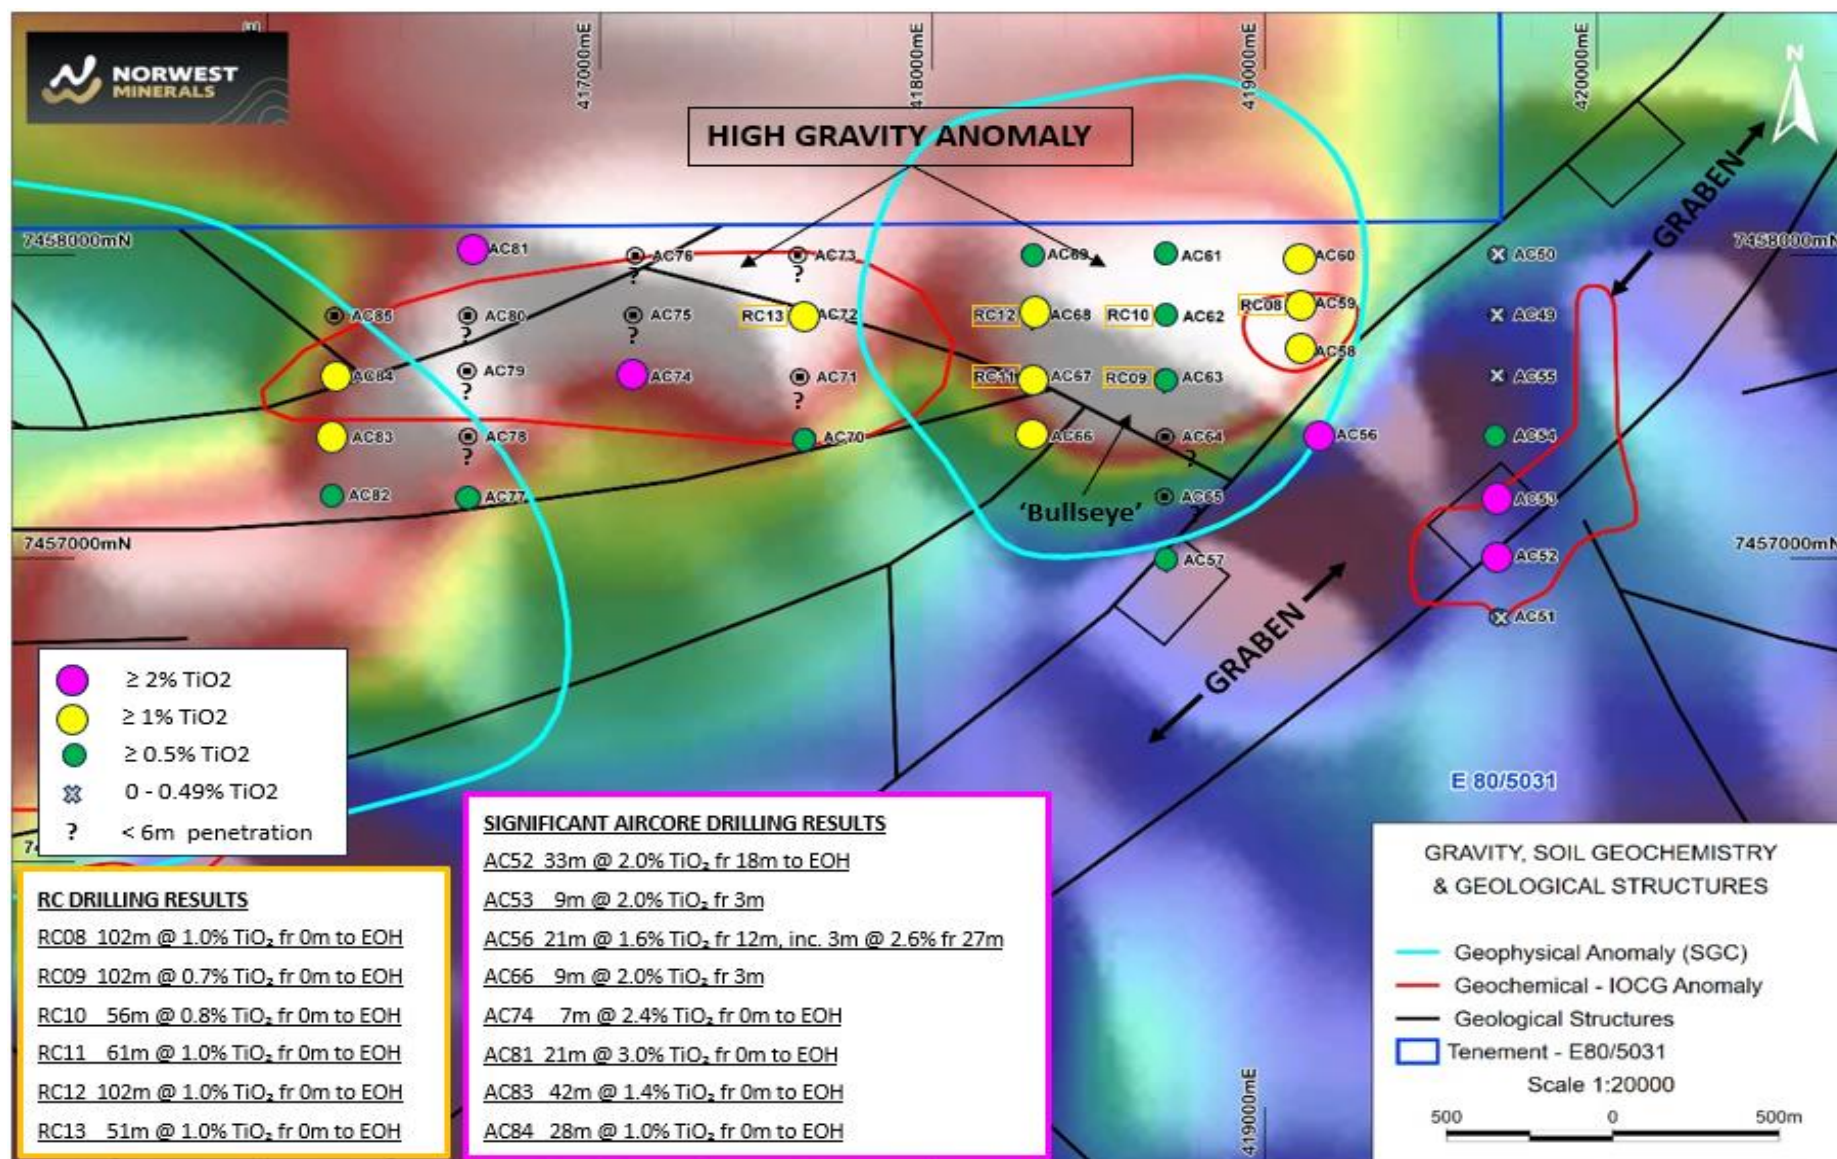 NORWEST
MINERALS
417000mE
418000mE
419000mE
420000mE
N
HIGH GRAVITY ANOMALY
GRABEN
7458000mN
7458000mN
AC81
AC76
?
AC73
?
AC69
AC61
AC60
AC50
AC85
AC80
?
AC75
?
RC13
AC72
RC12
AC68
RC10
AC62
RC08
AC59
AC49
AC84
AC79
?
AC74
AC71
?
RC11
AC67
RC09
AC63
AC58
AC55
AC83
AC78
?
AC70
AC66
AC64
?
AC56
AC54
AC82
AC77
'Bullseye'
AC65
?
AC53
7457000mN
7457000mN
AC57
AC52
GRABEN
AC51
≥ 2% TiO2
≥ 1% TiO2
≥ 0.5% TiO2
0 - 0.49% TiO2
? < 6m penetration
E 80/5031
RC DRILLING RESULTS
RC08 102m @ 1.0% TiO₂ fr 0m to EOH
RC09 102m @ 0.7% TiO₂ fr 0m to EOH
RC10 56m @ 0.8% TiO₂ fr 0m to EOH
RC11 61m @ 1.0% TiO₂ fr 0m to EOH
RC12 102m @ 1.0% TiO₂ fr 0m to EOH
RC13 51m @ 1.0% TiO₂ fr 0m to EOH
SIGNIFICANT AIRCORE DRILLING RESULTS
AC52 33m @ 2.0% TiO₂ fr 18m to EOH
AC53 9m @ 2.0% TiO₂ fr 3m
AC56 21m @ 1.6% TiO₂ fr 12m, inc. 3m @ 2.6% fr 27m
AC66 9m @ 2.0% TiO₂ fr 3m
AC74 7m @ 2.4% TiO₂ fr 0m to EOH
AC81 21m @ 3.0% TiO₂ fr 0m to EOH
AC83 42m @ 1.4% TiO₂ fr 0m to EOH
AC84 28m @ 1.0% TiO₂ fr 0m to EOH
419000mE
GRAVITY, SOIL GEOCHEMISTRY
& GEOLOGICAL STRUCTURES
Geophysical Anomaly (SGC)
Geochemical - IOCG Anomaly
Geological Structures
Tenement - E80/5031
Scale 1:20000
500 0 500m